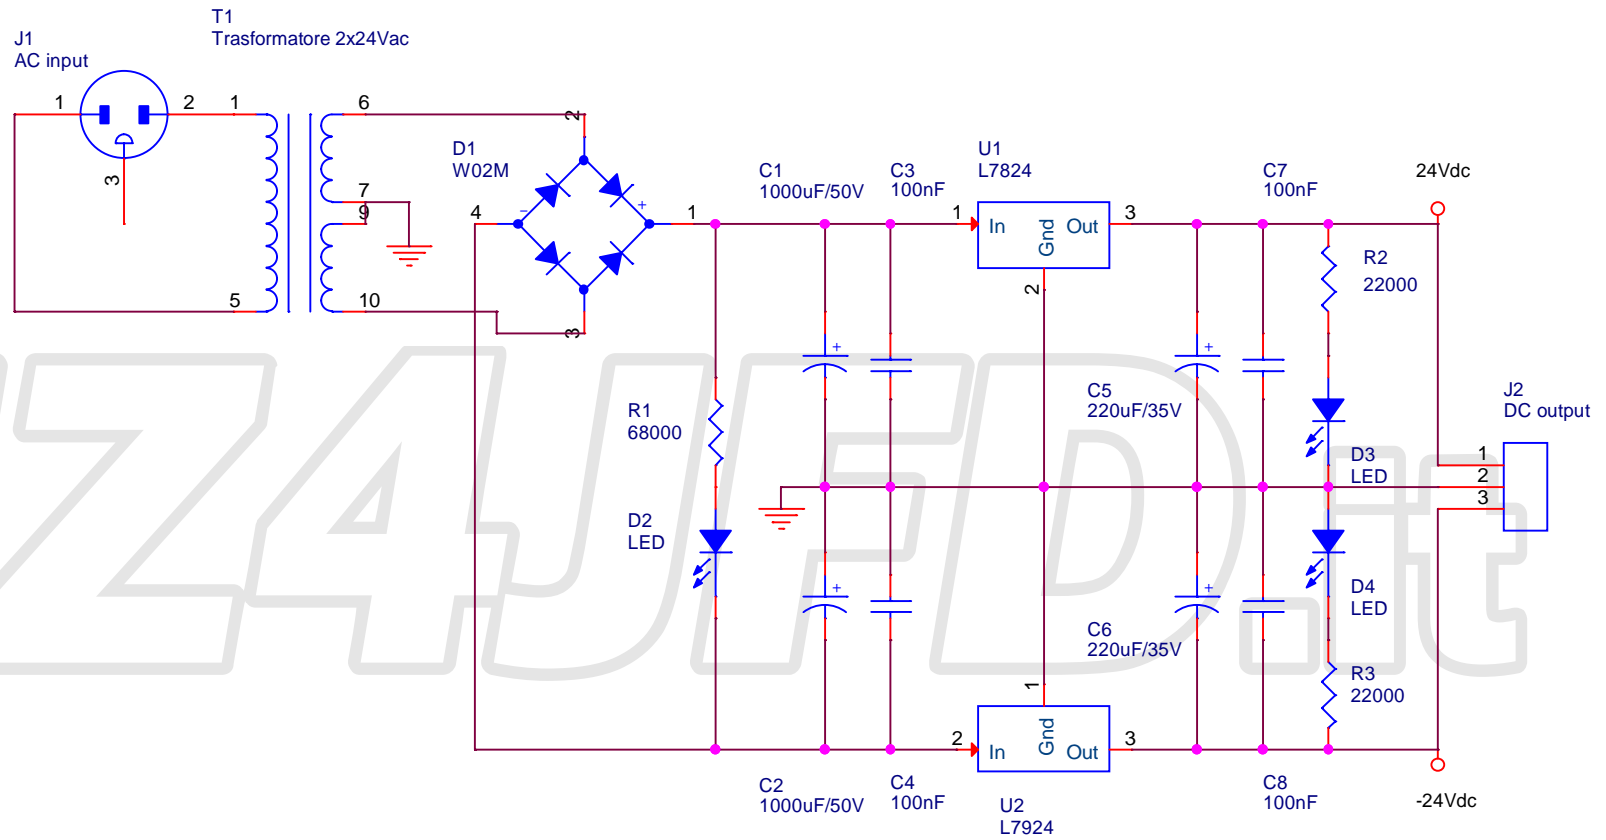 T1
Trasformatore 2x24Vac
J1
AC input
1
2
1
6
2
3
7
9
5
10
3
D1
W02M
4
-
+
1
C1
1000uF/50V
C3
100nF
U1
L7824
1
In
Gnd
Out
3
2
C7
100nF
24Vdc
R2
22000
+
+
R1
68000
C5
220uF/35V
J2
DC output
D3
LED
1
2
3
D2
LED
+
+
D4
LED
C6
220uF/35V
R3
22000
1
2
In
Gnd
Out
3
C2
1000uF/50V
C4
100nF
U2
L7924
C8
100nF
-24Vdc
Z4JFD.it